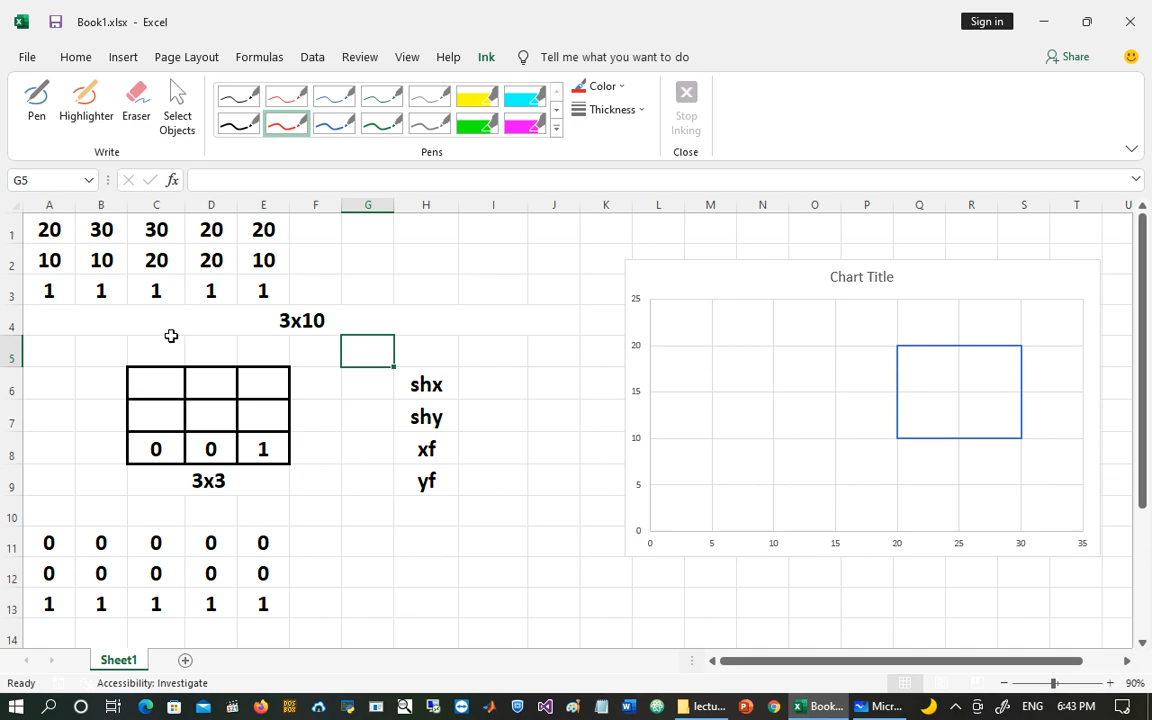 Book1.xlsx - Excel
Sign in
File Home Insert Page Layout Formulas Data Review View Help Ink Tell me what you want to do Share
Pen Highlighter Eraser Select Objects
Color
Thickness
Stop Inking
Write Pens Close
G5 fx
A B C D E F G H I J K L M N O P Q R S T U
1 20 30 30 20 20
2 10 10 20 20 10
3 1 1 1 1 1
4 3x10
5
6 shx
7 shy
8 0 0 1 xf
9 3x3 yf
10
11 0 0 0 0 0
12 0 0 0 0 0
13 1 1 1 1 1
14
Chart Title
25
20
15
10
5
0
0 5 10 15 20 25 30 35
Sheet1
Ready Accessibility: Investigate 90%
lectu... Book... Micr... ENG 6:43 PM